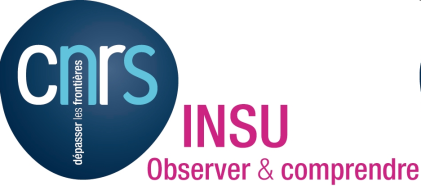 cnrs
dépasser les frontières
INSU
Observer & comprendre